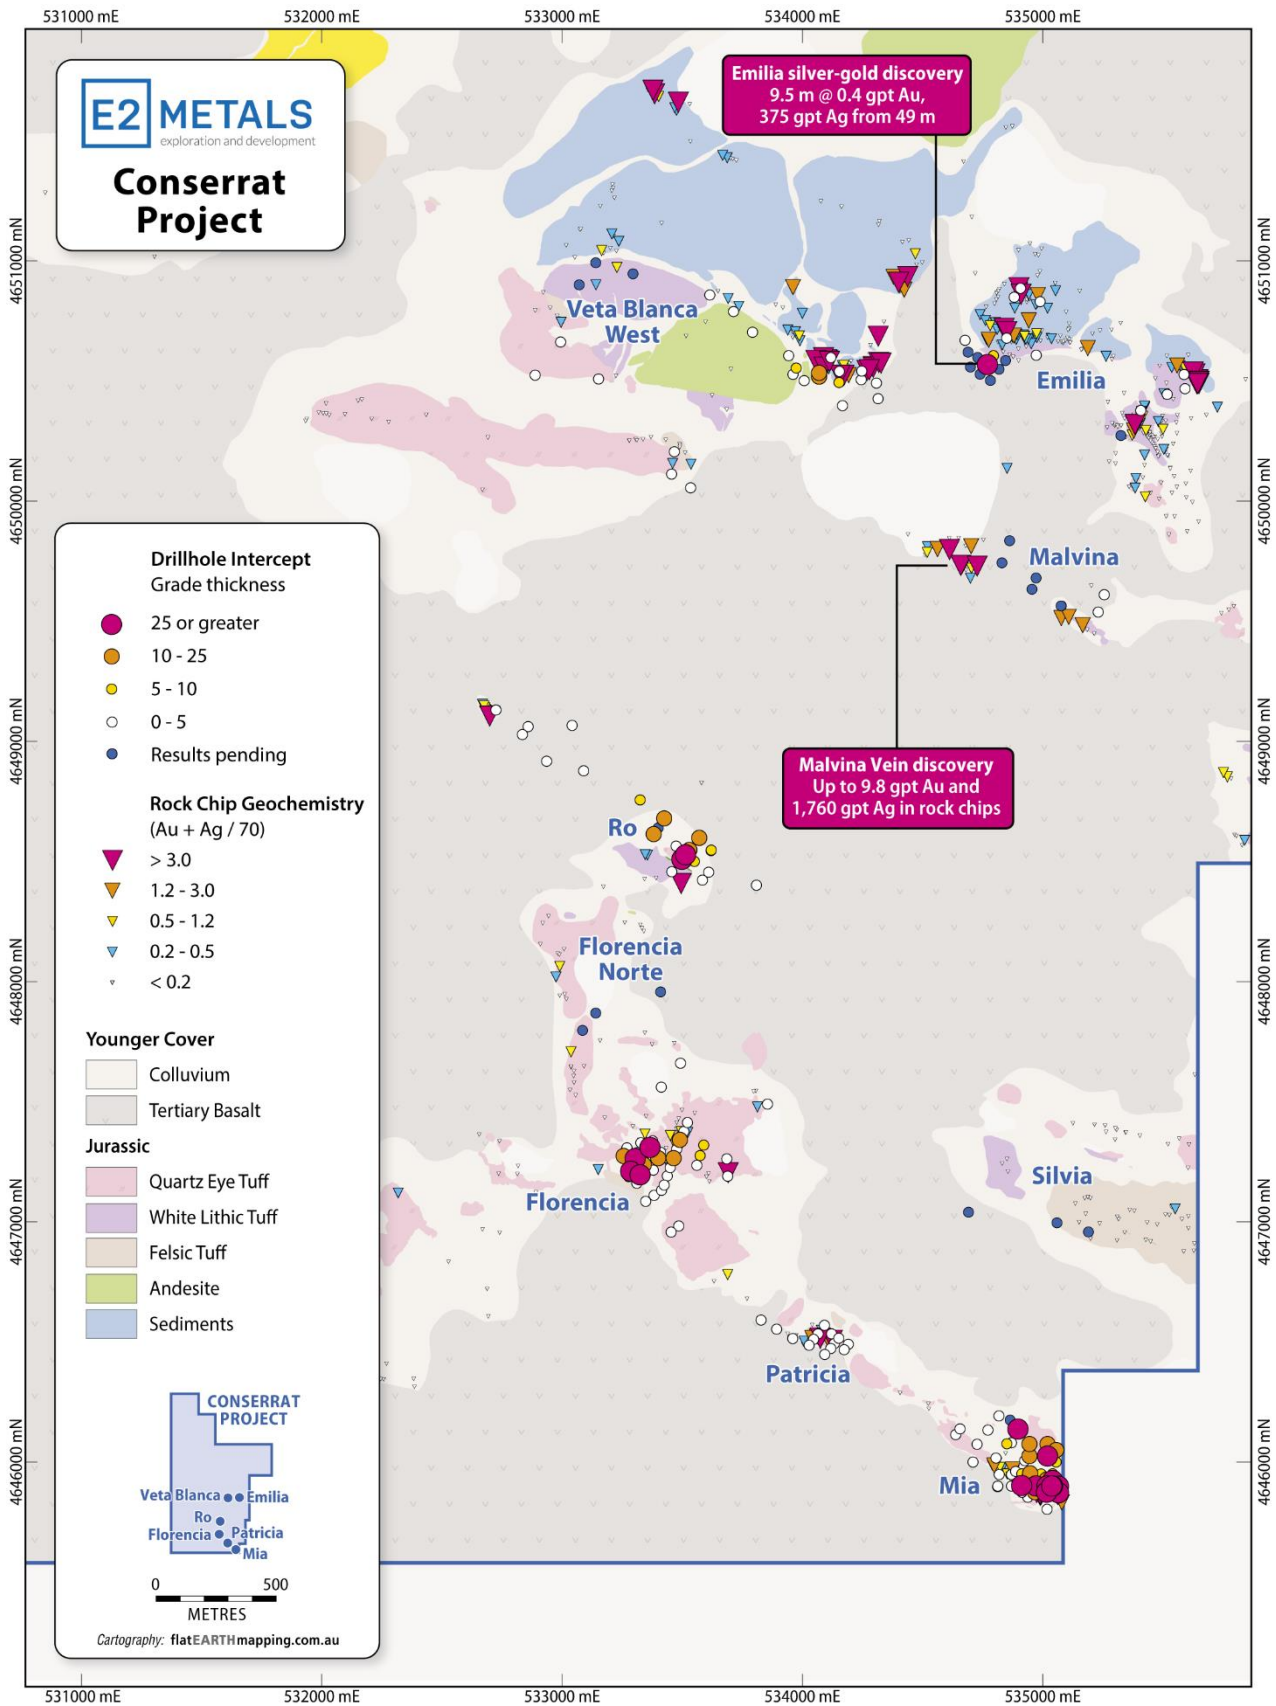 531000 mE
532000 mE
533000 mE
534000 mE
535000 mE
E2 METALS
exploration and development
Conserrat
Project
Emilia silver-gold discovery
9.5 m @ 0.4 gpt Au,
375 gpt Ag from 49 m
4651000 mN
4651000 mN
Veta Blanca
West
Emilia
4650000 mN
4650000 mN
Malvina
Drillhole Intercept
Grade thickness
25 or greater
10 - 25
5 - 10
0 - 5
Results pending
Rock Chip Geochemistry
(Au + Ag / 70)
> 3.0
1.2 - 3.0
0.5 - 1.2
0.2 - 0.5
< 0.2
4649000 mN
4649000 mN
Malvina Vein discovery
Up to 9.8 gpt Au and
1,760 gpt Ag in rock chips
Ro
Florencia
Norte
4648000 mN
4648000 mN
Younger Cover
Colluvium
Tertiary Basalt
Jurassic
Quartz Eye Tuff
White Lithic Tuff
Felsic Tuff
Andesite
Sediments
Silvia
Florencia
4647000 mN
4647000 mN
Patricia
Mia
4646000 mN
4646000 mN
CONSERRAT
PROJECT
Veta Blanca
Emilia
Ro
Florencia
Patricia
Mia
0 500
METRES
Cartography: flatEARTHmapping.com.au
531000 mE
532000 mE
533000 mE
534000 mE
535000 mE